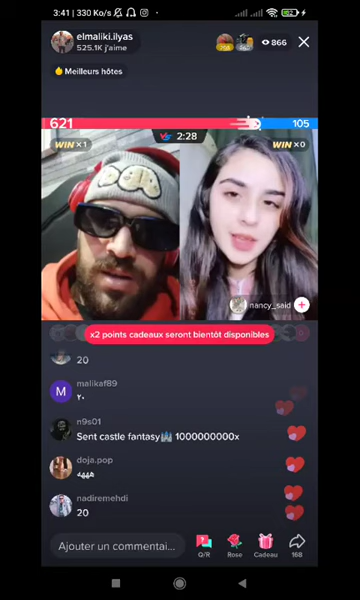 3:41 | 330 Ko/s
elmaliki.ilyas
525.1K j'aime
866
Meilleurs hôtes
621
105
WIN ×1
2:28
WIN ×0
nancy_said
x2 points cadeaux seront bientôt disponibles
20
M
malikaf89
٢٠
n9s01
Sent castle fantasy 1000000000x
doja.pop
ههههه
nadiremehdi
20
Ajouter un commentai...
Q/R
Rose
Cadeau
168